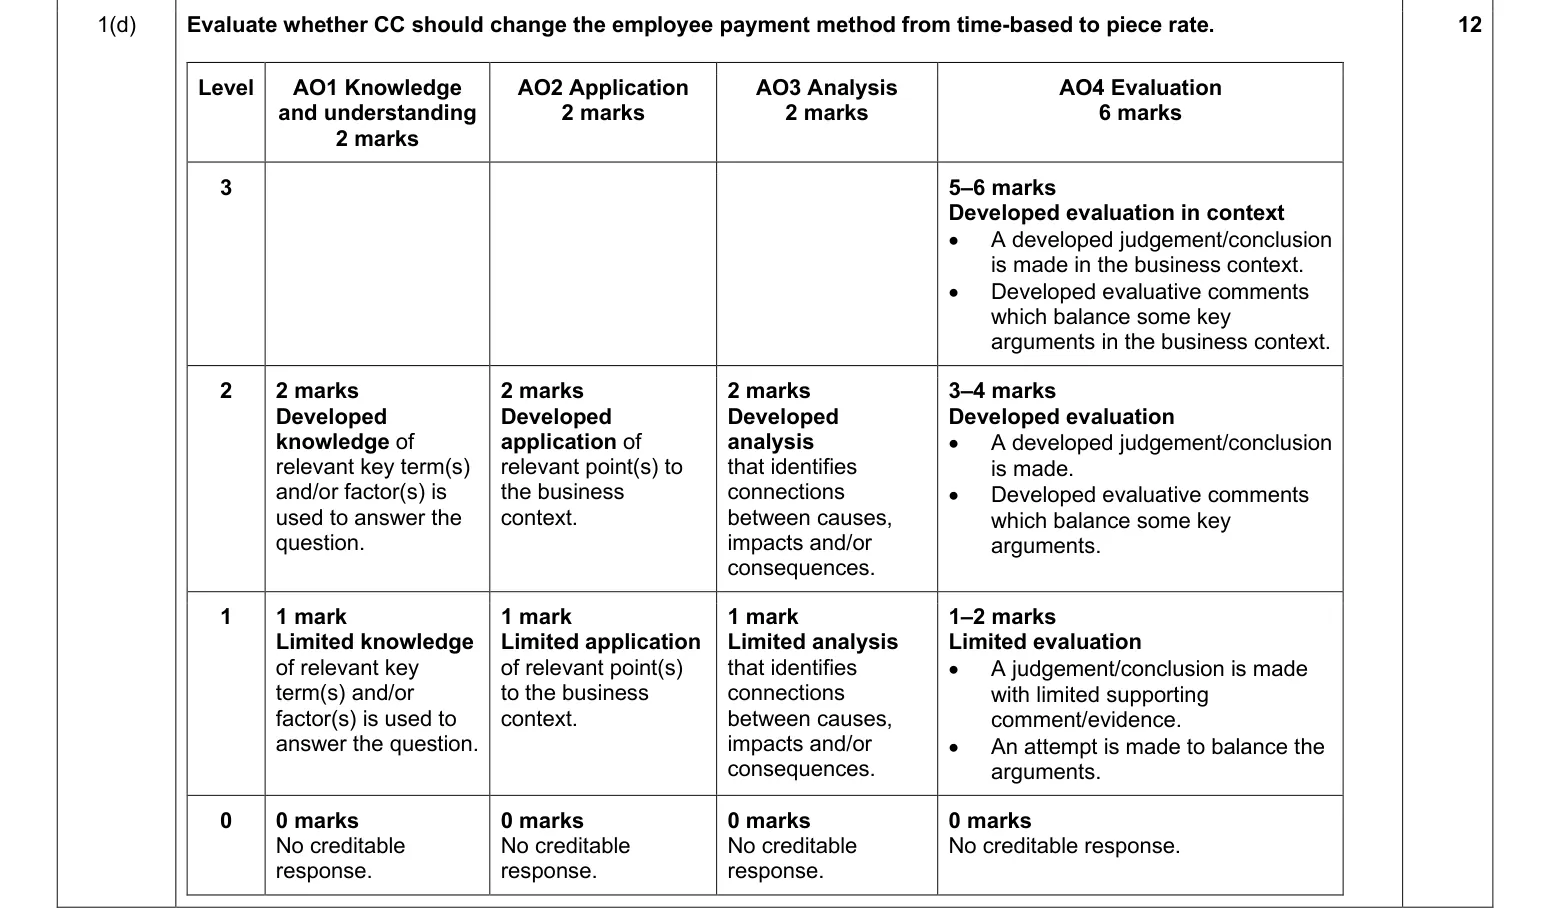 1(d) Evaluate whether CC should change the employee payment method from time-based to piece rate. 12
Level
AO1 Knowledge
and understanding
2 marks
AO2 Application
2 marks
AO3 Analysis
2 marks
AO4 Evaluation
6 marks
3
5–6 marks
Developed evaluation in context
• A developed judgement/conclusion
is made in the business context.
• Developed evaluative comments
which balance some key
arguments in the business context.
2
2 marks
Developed
knowledge of
relevant key term(s)
and/or factor(s) is
used to answer the
question.
2 marks
Developed
application of
relevant point(s) to
the business
context.
2 marks
Developed
analysis
that identifies
connections
between causes,
impacts and/or
consequences.
3–4 marks
Developed evaluation
• A developed judgement/conclusion
is made.
• Developed evaluative comments
which balance some key
arguments.
1
1 mark
Limited knowledge
of relevant key
term(s) and/or
factor(s) is used to
answer the question.
1 mark
Limited application
of relevant point(s)
to the business
context.
1 mark
Limited analysis
that identifies
connections
between causes,
impacts and/or
consequences.
1–2 marks
Limited evaluation
• A judgement/conclusion is made
with limited supporting
comment/evidence.
• An attempt is made to balance the
arguments.
0
0 marks
No creditable
response.
0 marks
No creditable
response.
0 marks
No creditable
response.
0 marks
No creditable response.